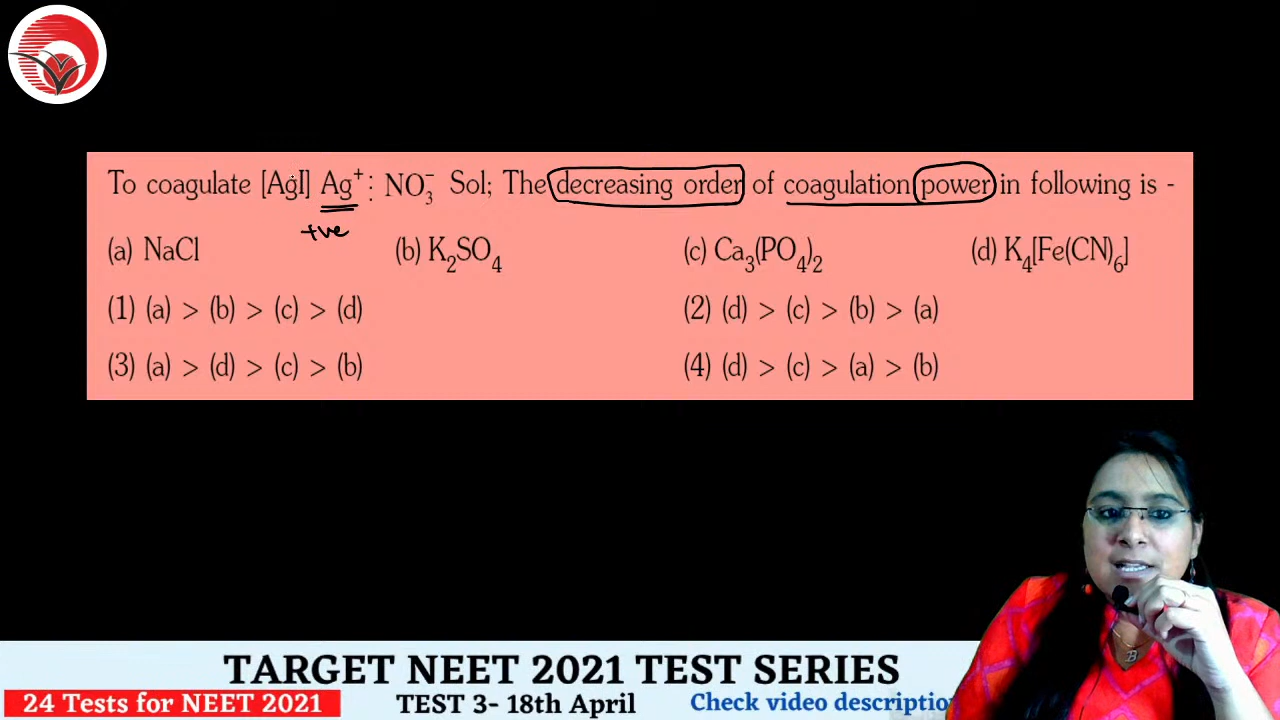 To coagulate [AgI] Ag⁺ : NO₃⁻ Sol; The decreasing order of coagulation power in following is -
+ve
(a) NaCl (b) K₂SO₄ (c) Ca₃(PO₄)₂ (d) K₄[Fe(CN)₆]
(1) (a) > (b) > (c) > (d) (2) (d) > (c) > (b) > (a)
(3) (a) > (d) > (c) > (b) (4) (d) > (c) > (a) > (b)
TARGET NEET 2021 TEST SERIES
24 Tests for NEET 2021 TEST 3- 18th April Check video description